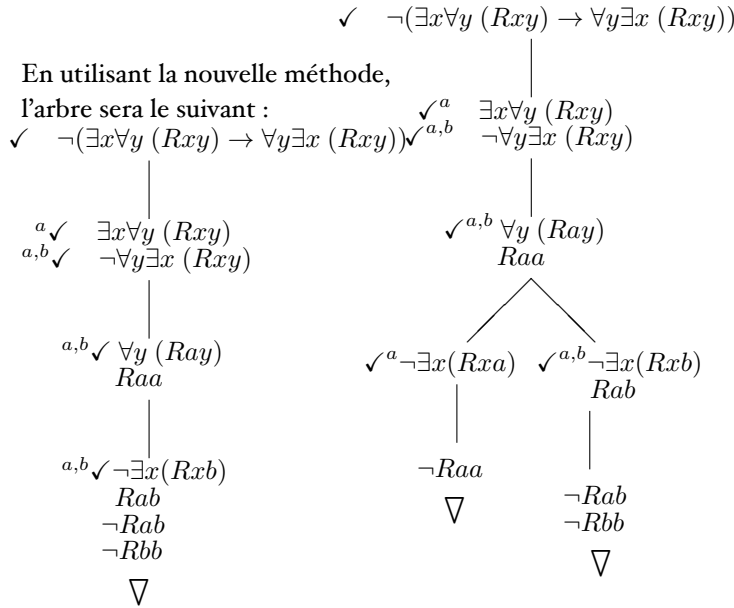 En utilisant la nouvelle méthode,
l'arbre sera le suivant :
✓ ¬(∃x∀y (Rxy) → ∀y∃x (Rxy))
a✓ ∃x∀y (Rxy)
a,b✓ ¬∀y∃x (Rxy)
a,b✓ ∀y (Ray)
Raa
a,b✓ ¬∃x(Rxb)
Rab
¬Rab
¬Rbb
▽
✓ ¬(∃x∀y (Rxy) → ∀y∃x (Rxy))
✓a ∃x∀y (Rxy)
✓a,b ¬∀y∃x (Rxy)
✓a,b ∀y (Ray)
Raa
✓a ¬∃x(Rxa)
¬Raa
▽
✓a,b ¬∃x(Rxb)
Rab
¬Rab
¬Rbb
▽